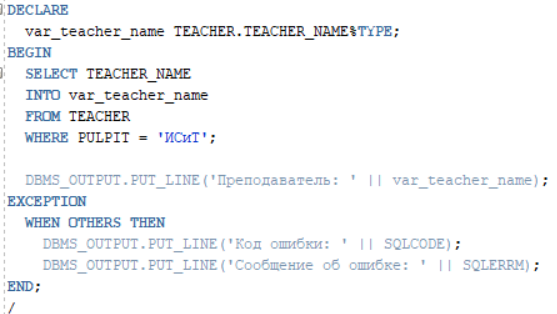 DECLARE
var_teacher_name TEACHER.TEACHER_NAME%TYPE;
BEGIN
SELECT TEACHER_NAME
INTO var_teacher_name
FROM TEACHER
WHERE PULPIT = 'ИСиТ';
DBMS_OUTPUT.PUT_LINE('Преподаватель: ' || var_teacher_name);
EXCEPTION
WHEN OTHERS THEN
DBMS_OUTPUT.PUT_LINE('Код ошибки: ' || SQLCODE);
DBMS_OUTPUT.PUT_LINE('Сообщение об ошибке: ' || SQLERRM);
END;
/